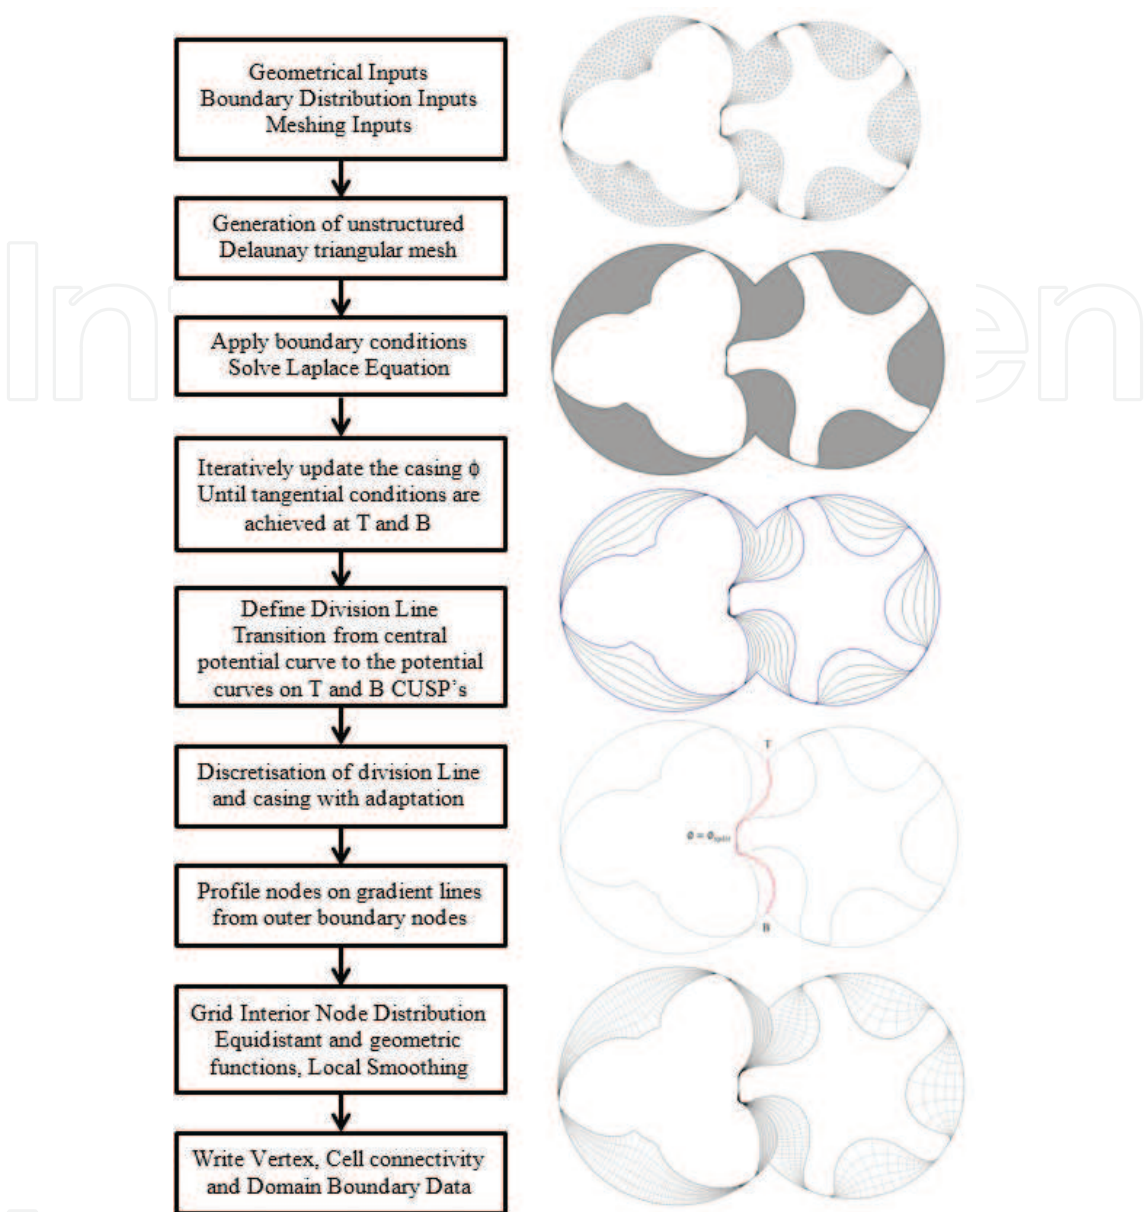 Geometrical Inputs
Boundary Distribution Inputs
Meshing Inputs
Generation of unstructured
Delaunay triangular mesh
Apply boundary conditions
Solve Laplace Equation
Iteratively update the casing ϕ
Until tangential conditions are
achieved at T and B
Define Division Line
Transition from central
potential curve to the potential
curves on T and B CUSP's
Discretisation of division Line
and casing with adaptation
Profile nodes on gradient lines
from outer boundary nodes
Grid Interior Node Distribution
Equidistant and geometric
functions, Local Smoothing
Write Vertex, Cell connectivity
and Domain Boundary Data
T
B